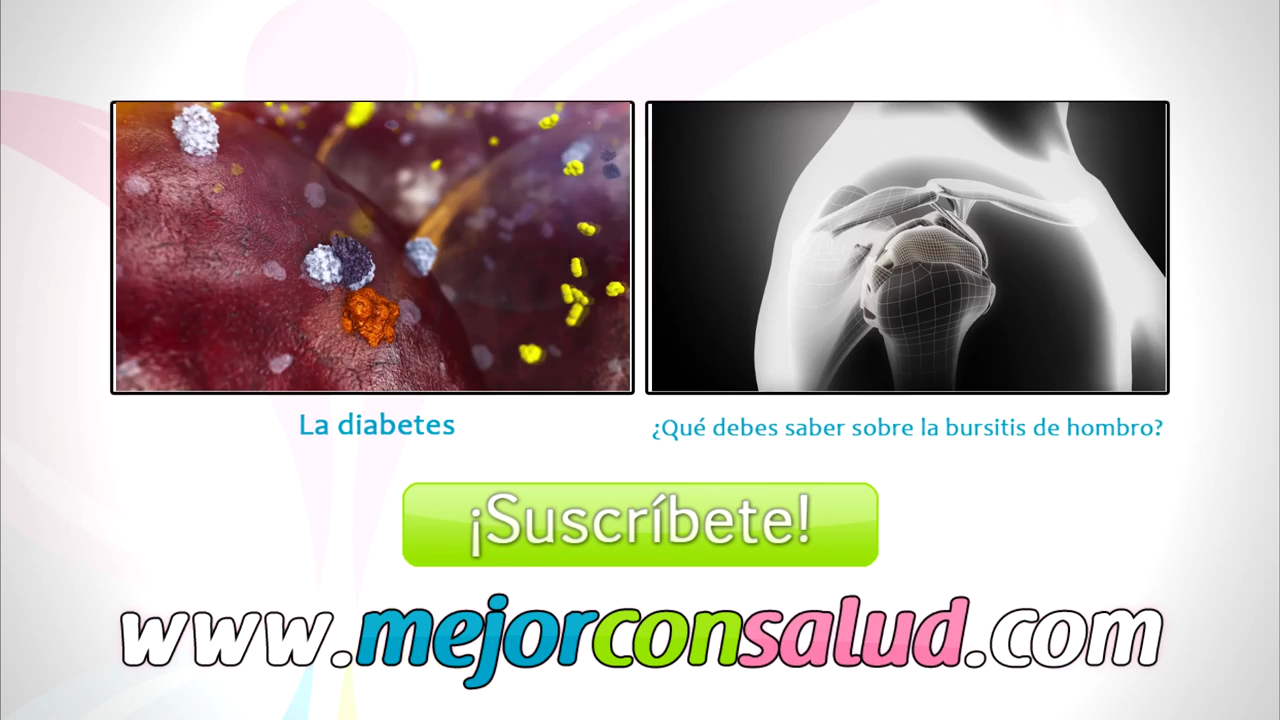 La diabetes
¿Qué debes saber sobre la bursitis de hombro?
¡Suscríbete!
www.mejorconsalud.com